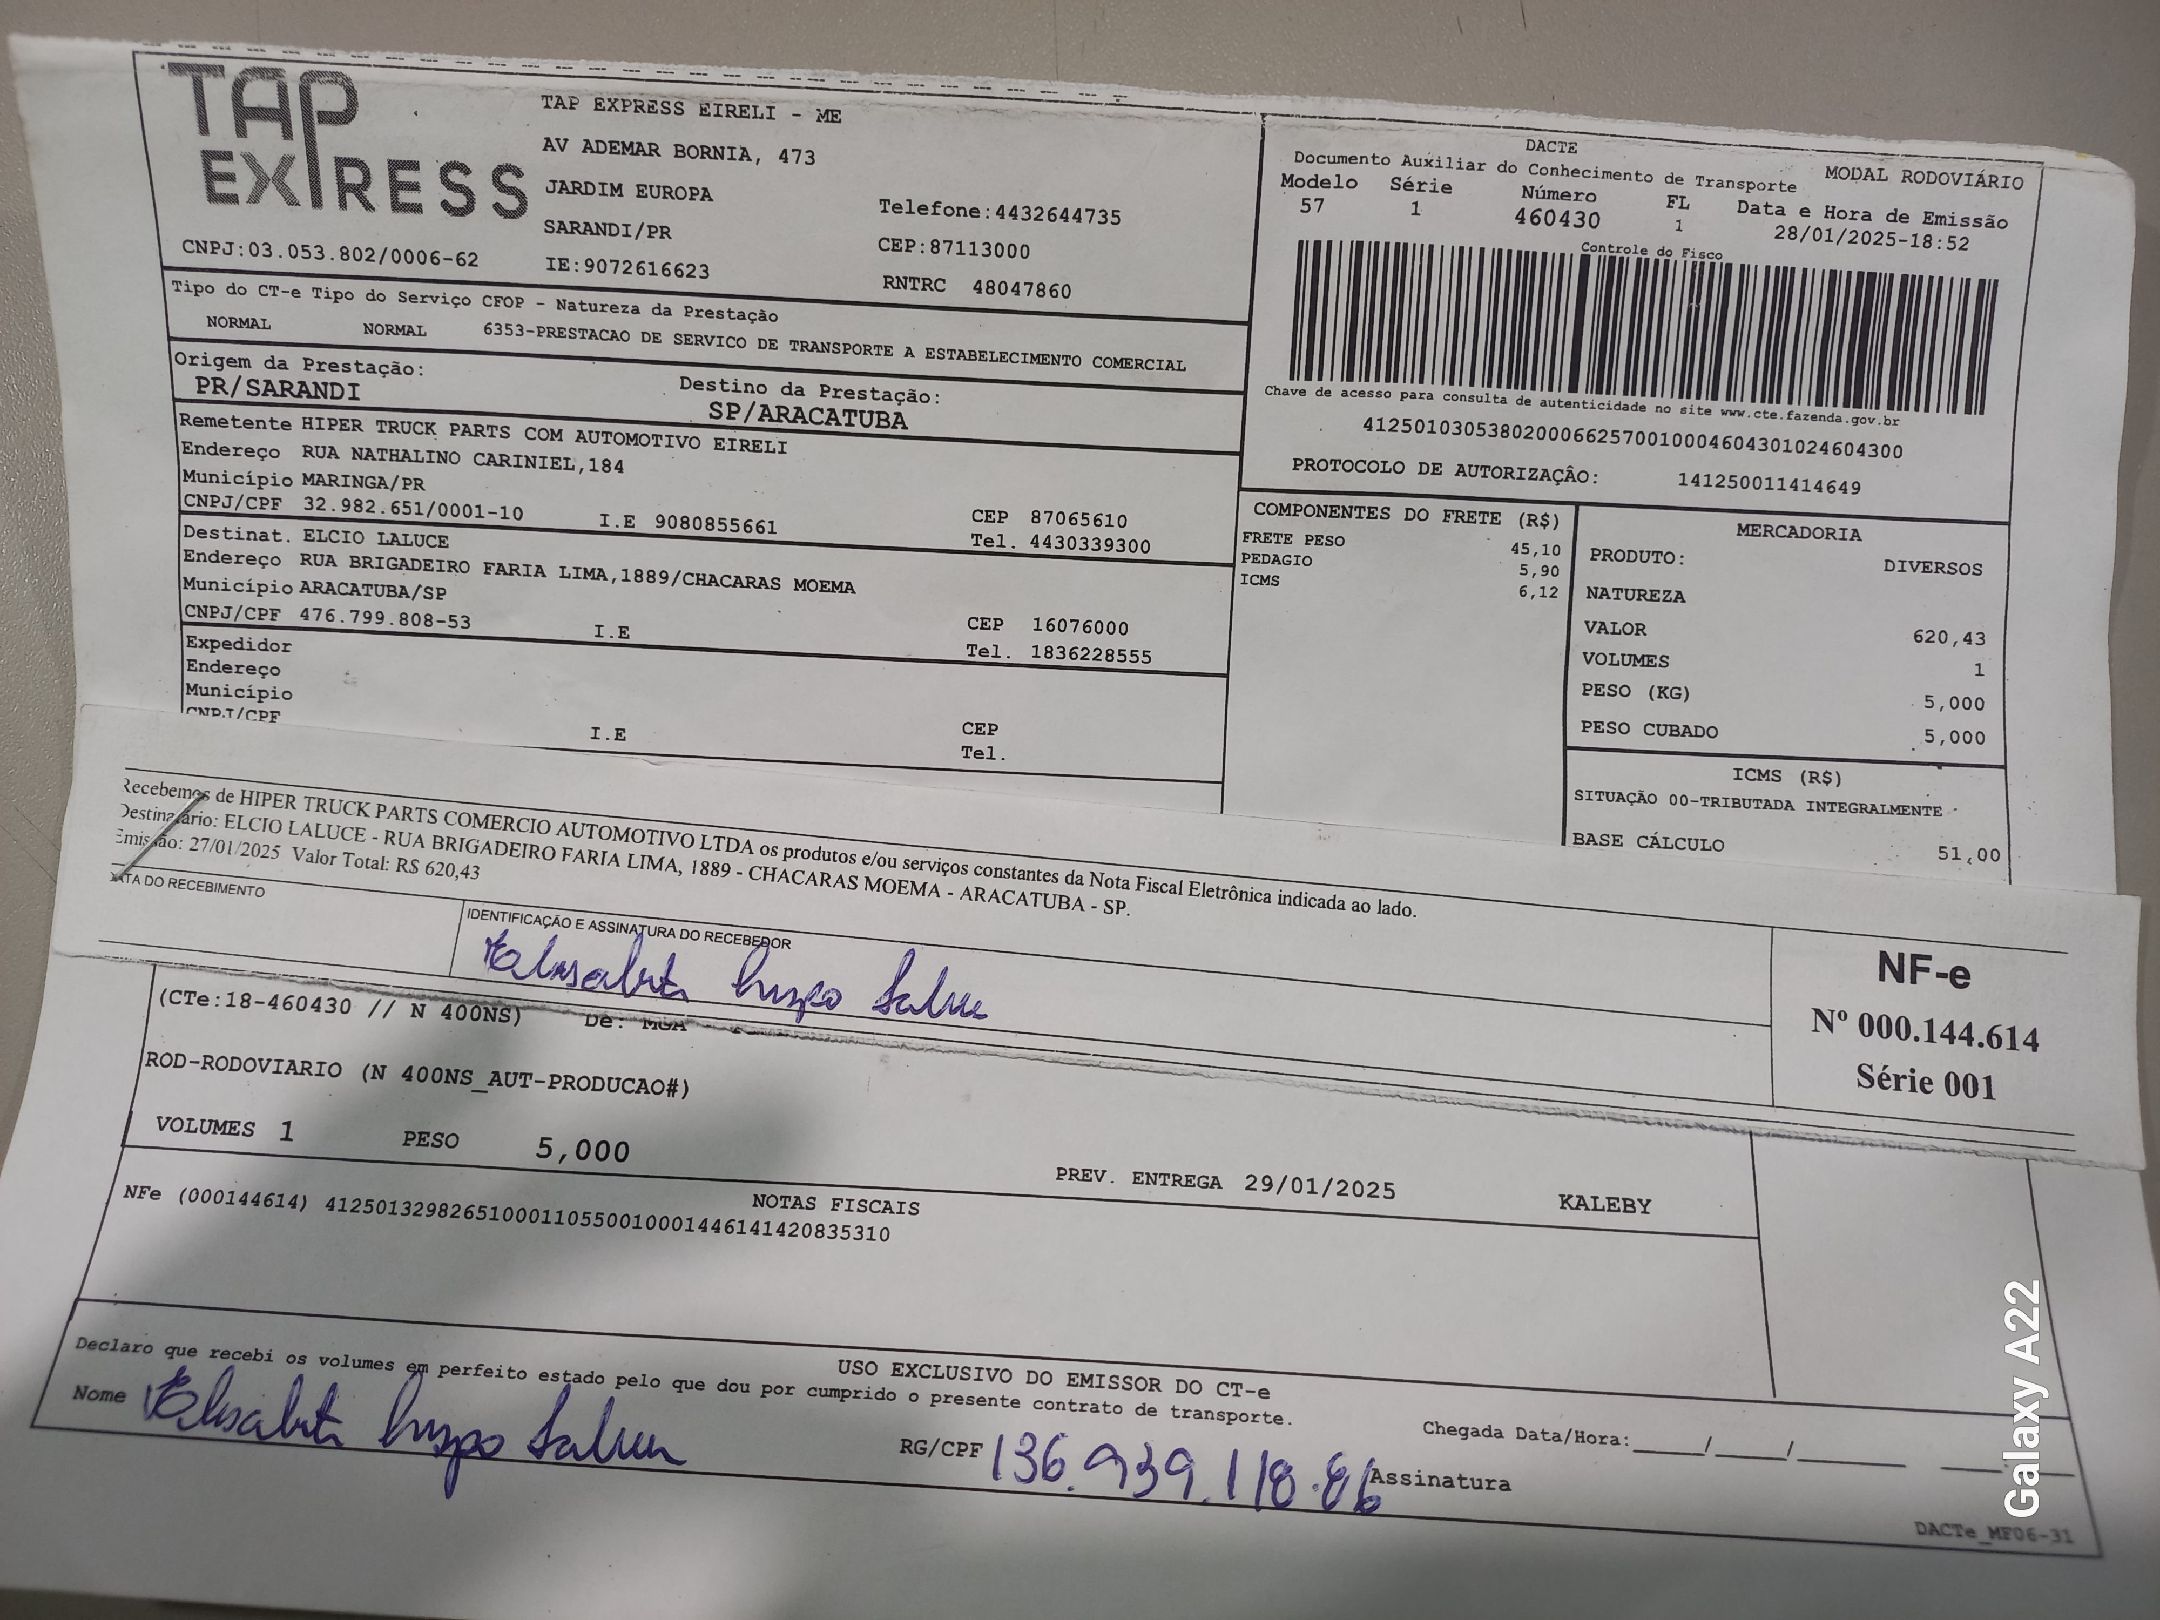 TAP EXPRESS
TAP EXPRESS EIRELI - ME
AV ADEMAR BORNIA, 473
JARDIM EUROPA
SARANDI/PR
Telefone:4432644735
CEP:87113000
CNPJ:03.053.802/0006-62
IE:9072616623
RNTRC 48047860
DACTE
Documento Auxiliar do Conhecimento de Transporte
MODAL RODOVIÁRIO
Modelo Série Número FL Data e Hora de Emissão
57 1 460430 1 28/01/2025-18:52
Controle do Fisco
Chave de acesso para consulta de autenticidade no site www.cte.fazenda.gov.br
41250103053802000662570010004604301024604300
PROTOCOLO DE AUTORIZAÇÂO: 141250011414649
Tipo do CT-e Tipo do Serviço CFOP - Natureza da Prestação
NORMAL NORMAL 6353-PRESTACAO DE SERVICO DE TRANSPORTE A ESTABELECIMENTO COMERCIAL
Origem da Prestação: Destino da Prestação:
PR/SARANDI SP/ARACATUBA
Remetente HIPER TRUCK PARTS COM AUTOMOTIVO EIRELI
Endereço RUA NATHALINO CARINIEL,184
Município MARINGA/PR CEP 87065610
CNPJ/CPF 32.982.651/0001-10 I.E 9080855661 Tel. 4430339300
Destinat. ELCIO LALUCE
Endereço RUA BRIGADEIRO FARIA LIMA,1889/CHACARAS MOEMA
Município ARACATUBA/SP CEP 16076000
CNPJ/CPF 476.799.808-53 I.E Tel. 1836228555
Expedidor
Endereço
Município CEP
CNPJ/CPF I.E Tel.
COMPONENTES DO FRETE (R$)
FRETE PESO 45,10
PEDAGIO 5,90
ICMS 6,12
MERCADORIA
PRODUTO: DIVERSOS
NATUREZA
VALOR 620,43
VOLUMES 1
PESO (KG) 5,000
PESO CUBADO 5,000
ICMS (R$)
SITUAÇÃO 00-TRIBUTADA INTEGRALMENTE
BASE CÁLCULO 51,00
Recebemos de HIPER TRUCK PARTS COMERCIO AUTOMOTIVO LTDA os produtos e/ou serviços constantes da Nota Fiscal Eletrônica indicada ao lado.
Destinatário: ELCIO LALUCE - RUA BRIGADEIRO FARIA LIMA, 1889 - CHACARAS MOEMA - ARACATUBA - SP.
Emissão: 27/01/2025 Valor Total: R$ 620,43
DATA DO RECEBIMENTO
IDENTIFICAÇÃO E ASSINATURA DO RECEBEDOR
NF-e
Nº 000.144.614
Série 001
(CTe:18-460430 // N 400NS) De: MGA
ROD-RODOVIARIO (N 400NS_AUT-PRODUCAO#)
VOLUMES 1 PESO 5,000 PREV. ENTREGA 29/01/2025 KALEBY
NOTAS FISCAIS
NFe (000144614) 41250132982651000110550010001446141420835310
USO EXCLUSIVO DO EMISSOR DO CT-e
Declaro que recebi os volumes em perfeito estado pelo que dou por cumprido o presente contrato de transporte.
Nome RG/CPF 136.939.118.86 Assinatura
Chegada Data/Hora:____/____/______ ____
DACTe_MF06-31
Galaxy A22